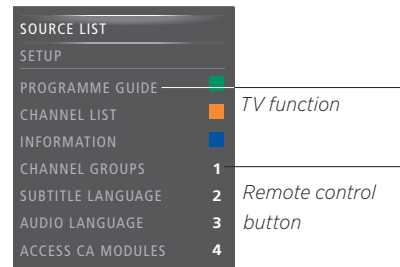 SOURCE LIST
SETUP
PROGRAMME GUIDE
CHANNEL LIST
INFORMATION
CHANNEL GROUPS 1
SUBTITLE LANGUAGE 2
AUDIO LANGUAGE 3
ACCESS CA MODULES 4
TV function
Remote control
button